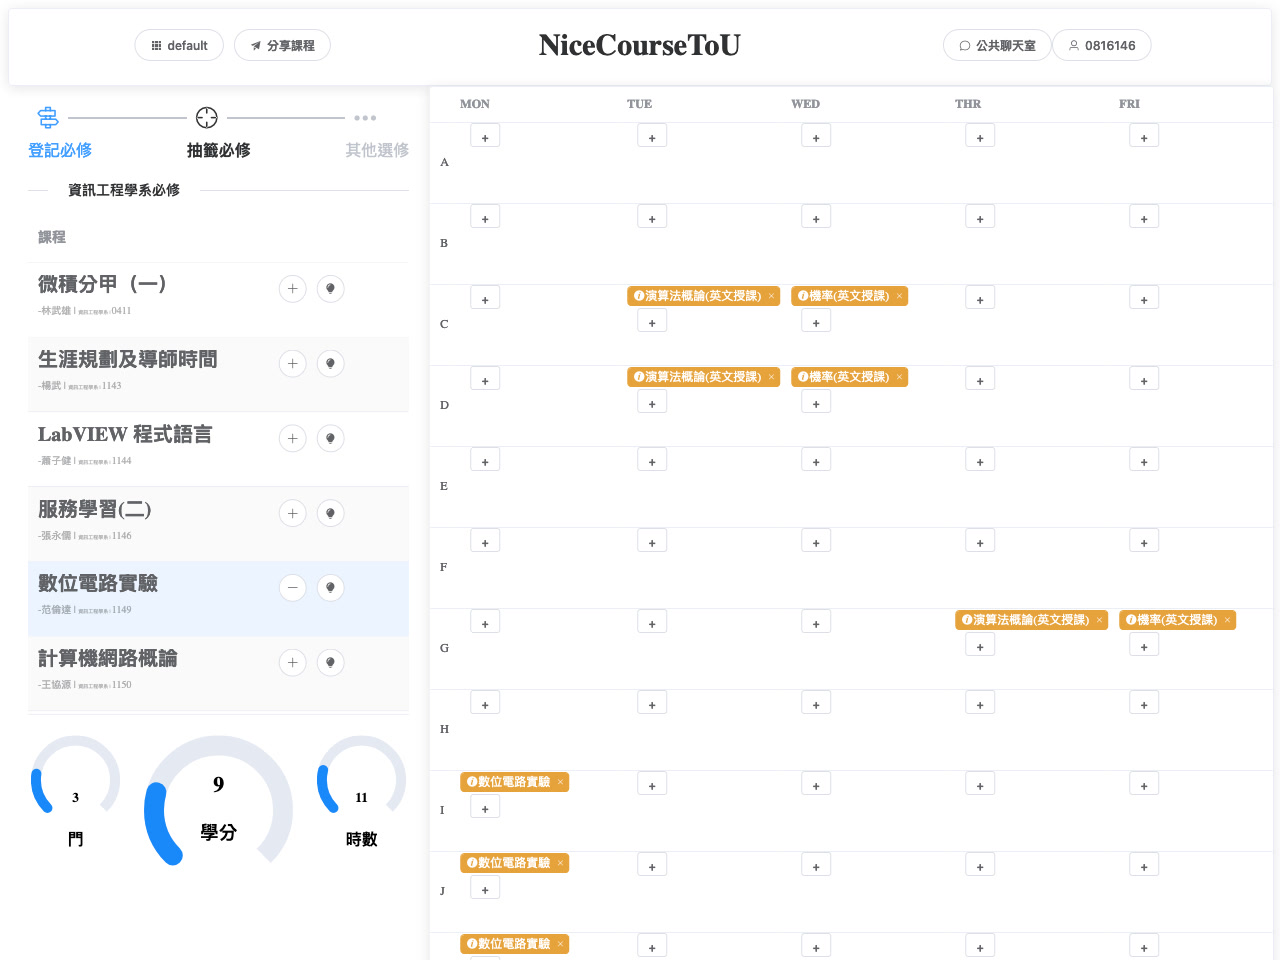 default
分享課程
NiceCourseToU
公共聊天室
0816146
登記必修
抽籤必修
其他選修
資訊工程學系必修
課程
微積分甲（一）
-林武雄 | 資訊工程學系 | 0411
生涯規劃及導師時間
-楊武 | 資訊工程學系 | 1143
LabVIEW 程式語言
-蕭子健 | 資訊工程學系 | 1144
服務學習(二)
-張永儒 | 資訊工程學系 | 1146
數位電路實驗
-范倫達 | 資訊工程學系 | 1149
計算機網路概論
-王協源 | 資訊工程學系 | 1150
3
門
9
學分
11
時數
MON TUE WED THR FRI
+ + + + +
A
+ + + + +
B
+ 演算法概論(英文授課) × 機率(英文授課) × + +
C + +
+ 演算法概論(英文授課) × 機率(英文授課) × + +
D + +
+ + + + +
E
+ + + + +
F
+ + + 演算法概論(英文授課) × 機率(英文授課) ×
G + +
+ + + + +
H
數位電路實驗 × + + + +
I +
數位電路實驗 × + + + +
J +
數位電路實驗 × + + + +